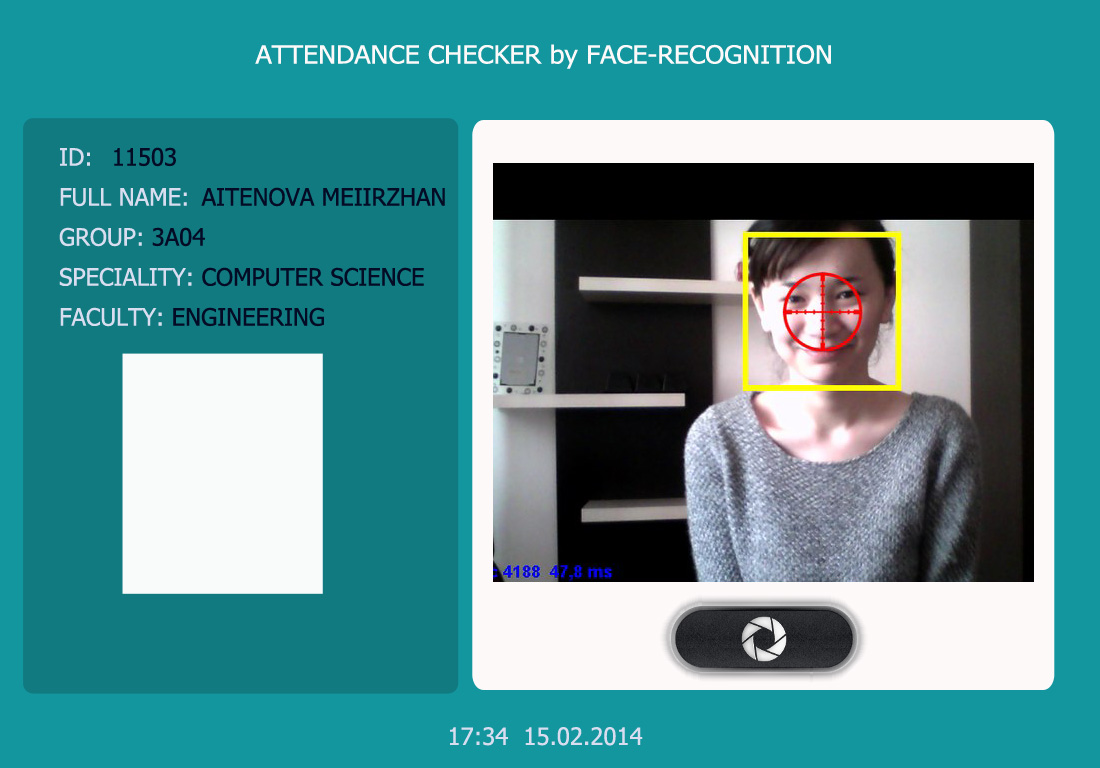 ATTENDANCE CHECKER by FACE-RECOGNITION
ID: 11503
FULL NAME: AITENOVA MEIIRZHAN
GROUP: 3A04
SPECIALITY: COMPUTER SCIENCE
FACULTY: ENGINEERING
4188 47,8 ms
17:34 15.02.2014